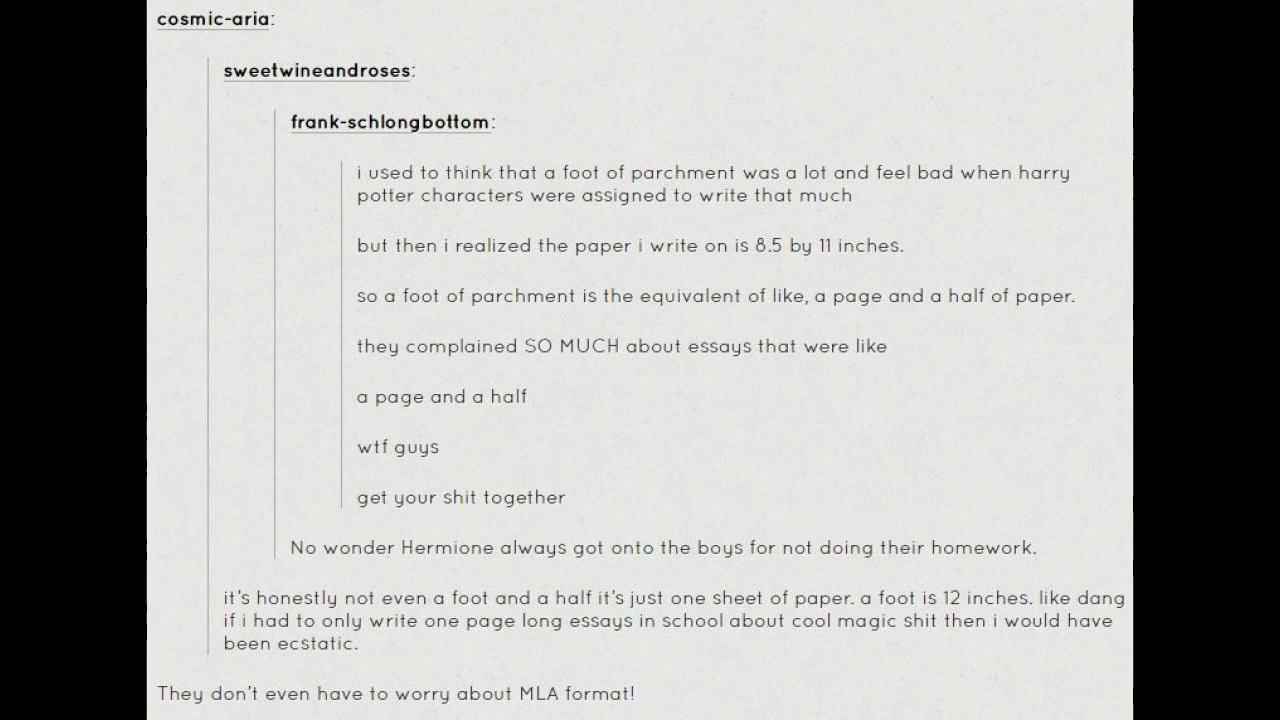 cosmic-aria:
sweetwineandroses:
frank-schlongbottom:
i used to think that a foot of parchment was a lot and feel bad when harry
potter characters were assigned to write that much
but then i realized the paper i write on is 8.5 by 11 inches.
so a foot of parchment is the equivalent of like, a page and a half of paper.
they complained SO MUCH about essays that were like
a page and a half
wtf guys
get your shit together
No wonder Hermione always got onto the boys for not doing their homework.
it's honestly not even a foot and a half it's just one sheet of paper. a foot is 12 inches. like dang
if i had to only write one page long essays in school about cool magic shit then i would have
been ecstatic.
They don't even have to worry about MLA format!